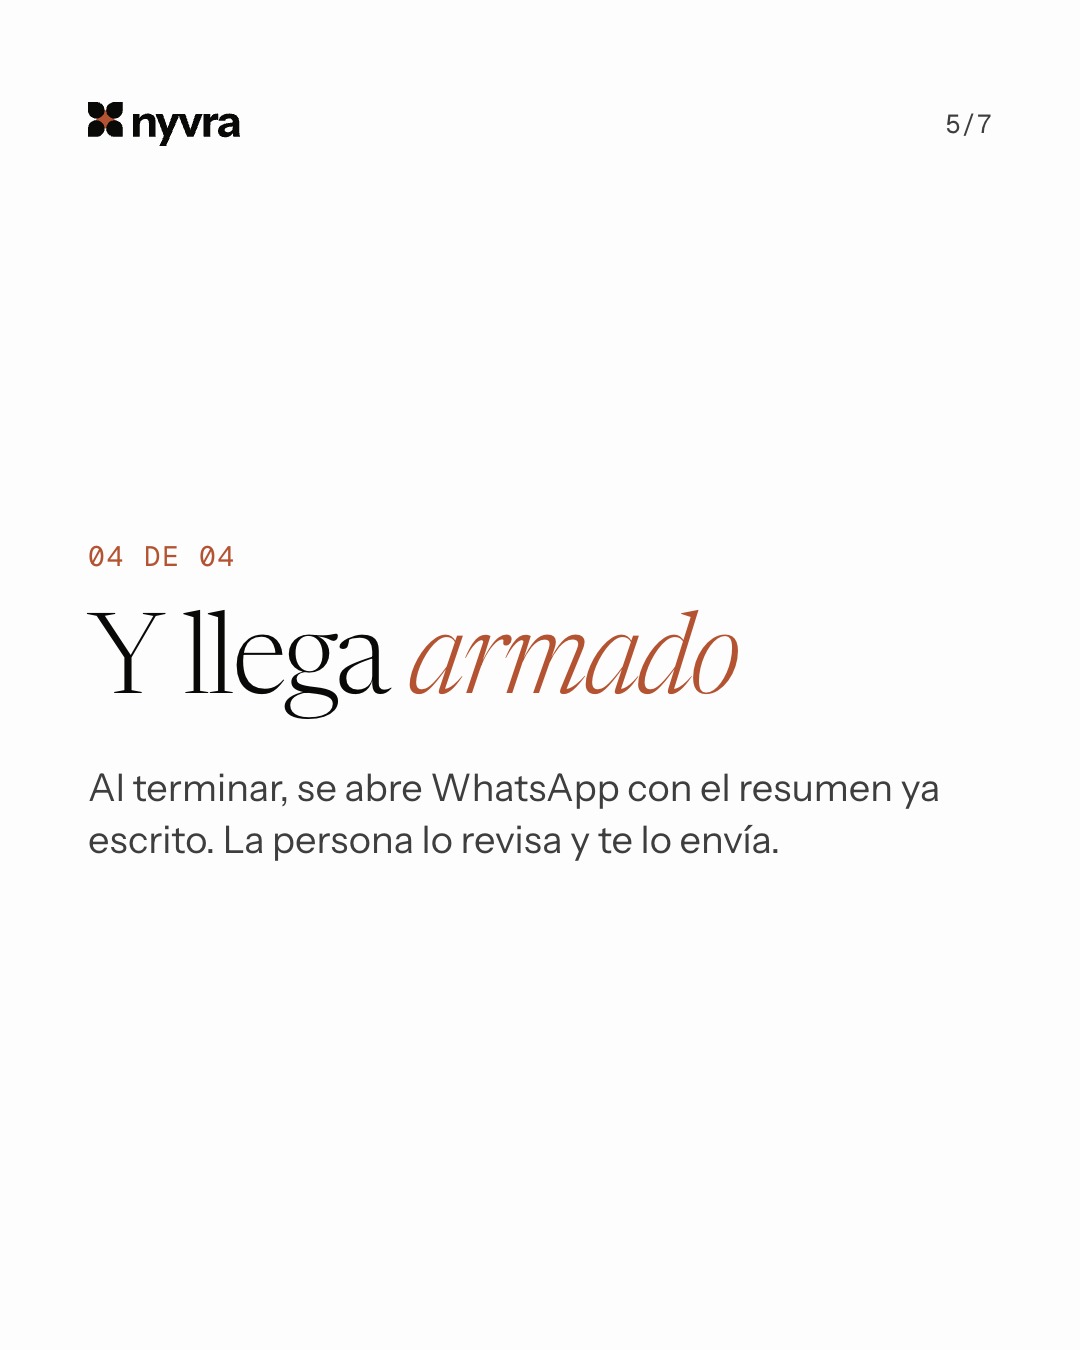 nyvra
5/7
04 DE 04
Y llega armado
Al terminar, se abre WhatsApp con el resumen ya
escrito. La persona lo revisa y te lo envía.